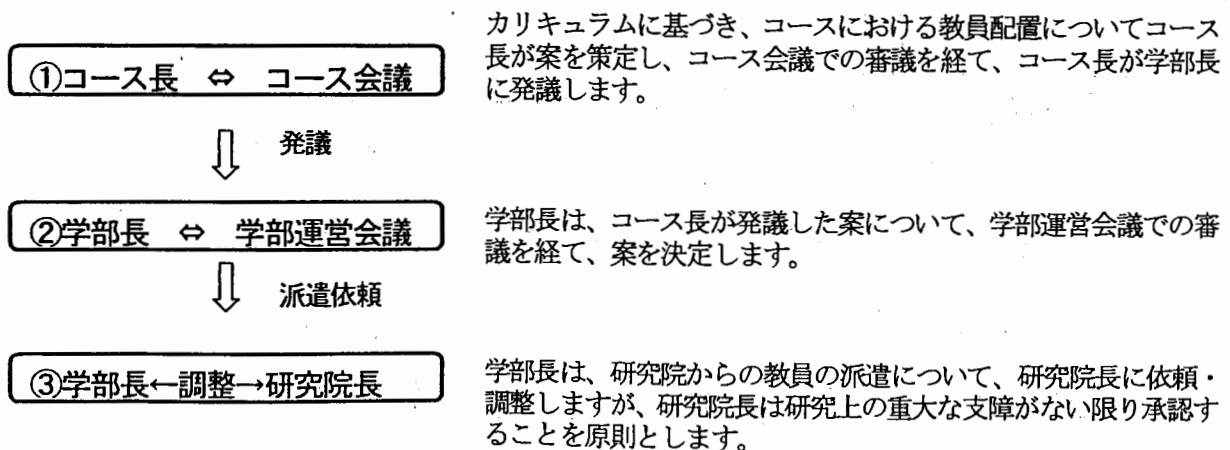 カリキュラムに基づき、コースにおける教員配置についてコース
長が案を策定し、コース会議での審議を経て、コース長が学部長
に発議します。
①コース長 ⇔ コース会議
発議
②学部長 ⇔ 学部運営会議
学部長は、コース長が発議した案について、学部運営会議での審
議を経て、案を決定します。
派遣依頼
③学部長←調整→研究院長
学部長は、研究院からの教員の派遣について、研究院長に依頼・
調整しますが、研究院長は研究上の重大な支障がない限り承認す
ることを原則とします。